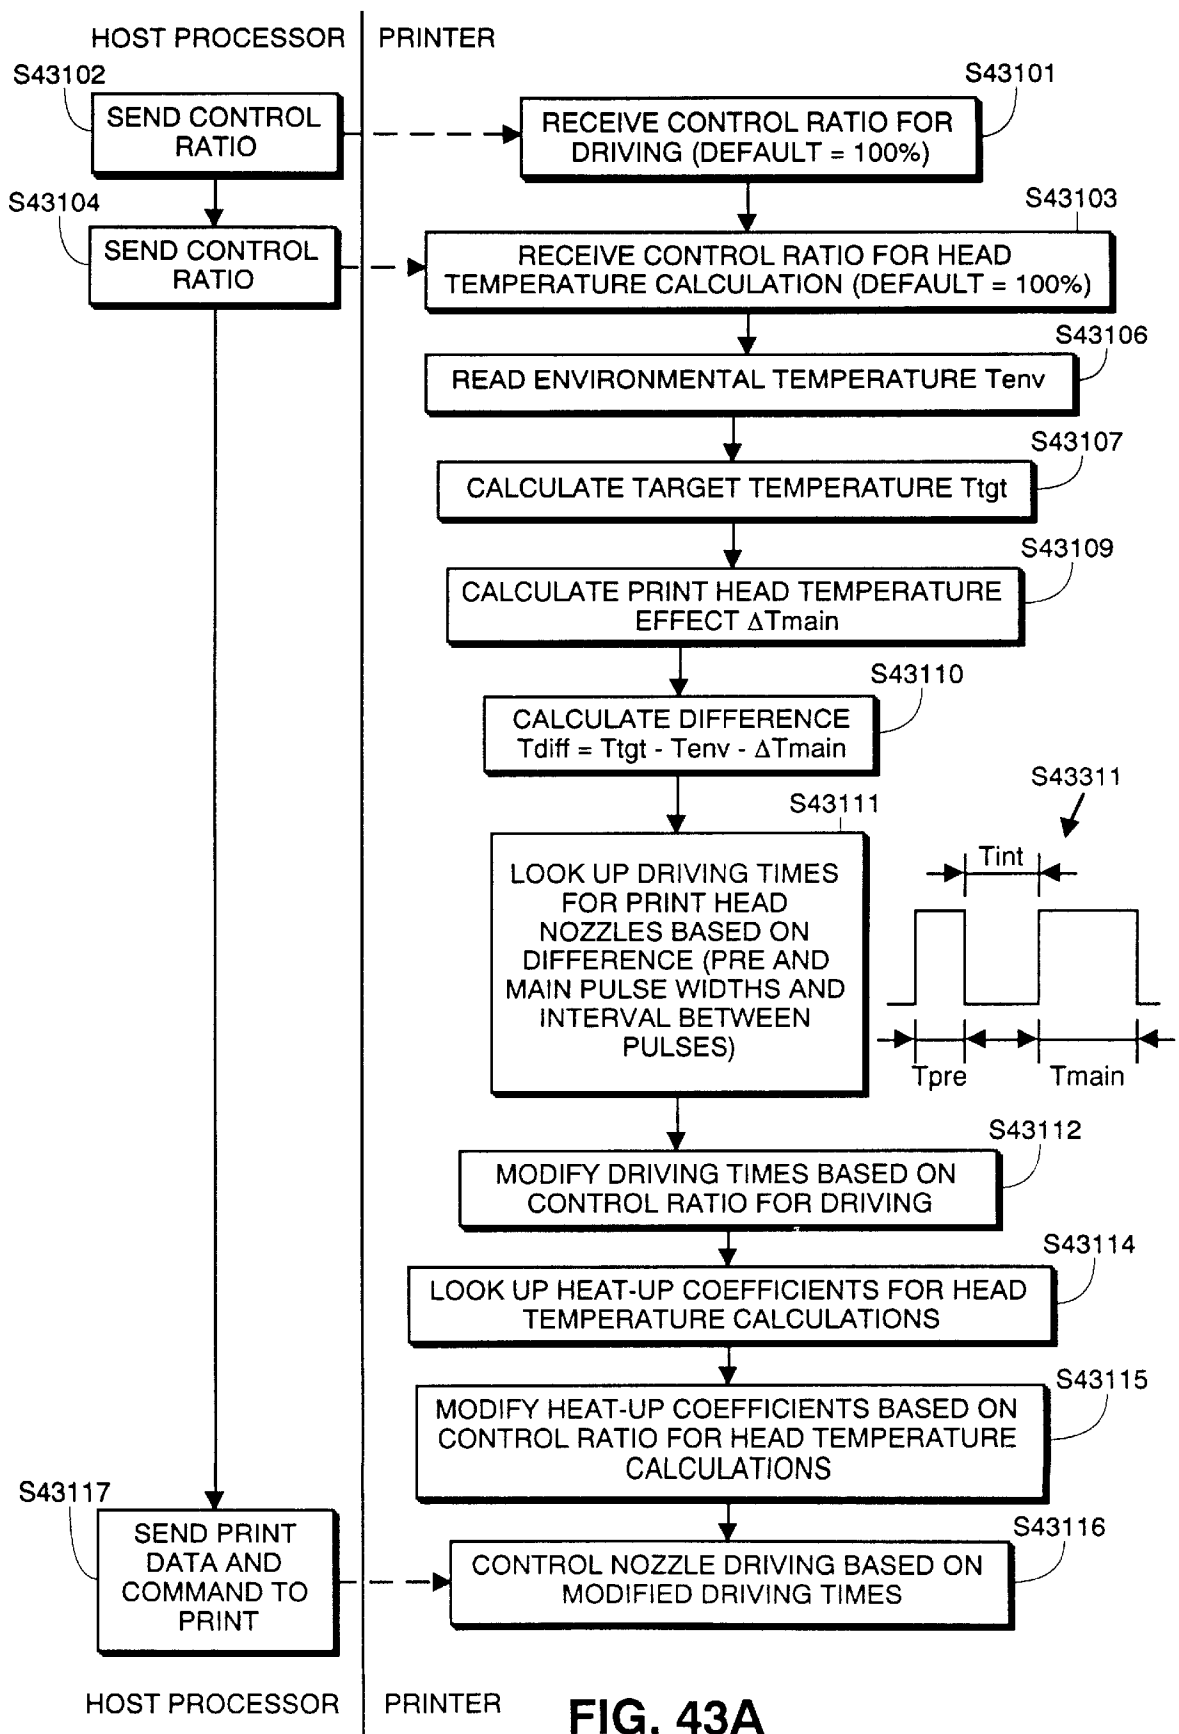 HOST PROCESSOR
PRINTER
S43102
S43101
SEND CONTROL
RATIO
RECEIVE CONTROL RATIO FOR
DRIVING (DEFAULT = 100%)
S43104
S43103
SEND CONTROL
RATIO
RECEIVE CONTROL RATIO FOR HEAD
TEMPERATURE CALCULATION (DEFAULT = 100%)
S43106
READ ENVIRONMENTAL TEMPERATURE Tenv
S43107
CALCULATE TARGET TEMPERATURE Ttgt
S43109
CALCULATE PRINT HEAD TEMPERATURE
EFFECT ΔTmain
S43110
CALCULATE DIFFERENCE
Tdiff = Ttgt - Tenv - ΔTmain
S43111
S43311
LOOK UP DRIVING TIMES
FOR PRINT HEAD
NOZZLES BASED ON
DIFFERENCE (PRE AND
MAIN PULSE WIDTHS AND
INTERVAL BETWEEN
PULSES)
Tint
Tpre
Tmain
S43112
MODIFY DRIVING TIMES BASED ON
CONTROL RATIO FOR DRIVING
S43114
LOOK UP HEAT-UP COEFFICIENTS FOR HEAD
TEMPERATURE CALCULATIONS
S43115
MODIFY HEAT-UP COEFFICIENTS BASED ON
CONTROL RATIO FOR HEAD TEMPERATURE
CALCULATIONS
S43117
S43116
SEND PRINT
DATA AND
COMMAND TO
PRINT
CONTROL NOZZLE DRIVING BASED ON
MODIFIED DRIVING TIMES
HOST PROCESSOR
PRINTER
FIG. 43A